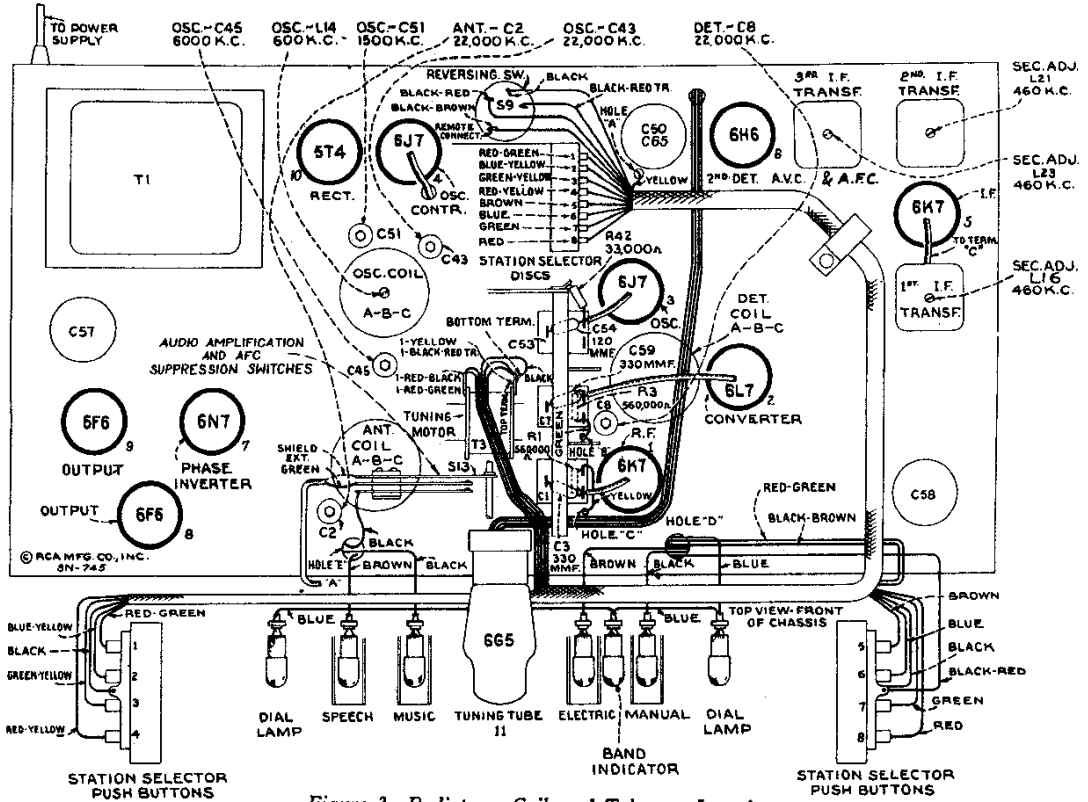 TO POWER
SUPPLY
OSC.-C45
6000 K.C.
OSC.-L14
600 K.C.
OSC.-C51
1500 K.C.
ANT.-C2
22,000 K.C.
OSC.-C43
22,000 K.C.
DET.-C8
22,000 K.C.
REVERSING SW.
BLACK
BLACK-RED
BLACK-BROWN
S9
BLACK-RED TR.
REMOTE
CONNECT.
HOLE
"A"
C50
C65
6H6
6
2ND. DET. A.V.C. & A.F.C.
3RD. I.F.
TRANSF.
2ND. I.F.
TRANSF.
SEC. ADJ.
L21
460 K.C.
SEC. ADJ.
L23
460 K.C.
T1
5T4
10
RECT.
6J7
4
OSC.
CONTR.
RED-GREEN
BLUE-YELLOW
GREEN-YELLOW
RED-YELLOW
BROWN
BLUE
GREEN
RED
1
2
3
4
5
6
7
8
YELLOW
STATION SELECTOR
DISCS
6K7
I.F.
5
TO TERM.
"C"
1ST. I.F.
TRANSF.
SEC. ADJ.
L16
460 K.C.
C51
C43
OSC. COIL
A-B-C
R42
33,000Ω
6J7
3
OSC.
DET.
COIL
A-B-C
C57
AUDIO AMPLIFICATION
AND AFC
SUPPRESSION SWITCHES
BOTTOM TERM.
C53
C54
120
MMF.
1-YELLOW
1-BLACK-RED TR.
1-RED-BLACK
1-RED-GREEN
BLACK
C45
C59
330 MMF.
R3
560,000Ω
6L7
2
CONVERTER
TUNING
MOTOR
T3
TOP TERM.
C7
C8
GREEN
R1
560,000
Ω
HOLE "B"
R.F.
1
6K7
YELLOW
6F6
9
OUTPUT
6N7
7
PHASE
INVERTER
ANT.
COIL
A-B-C
SHIELD
EXT.
GREEN
S13
C1
C58
OUTPUT
6F6
8
C2
HOLE "E"
BLACK
HOLE "C"
C3
330
MMF.
HOLE "D"
RED-GREEN
BLACK-BROWN
© RCA MFG. CO., INC.
SN-745
"A"
BROWN
BLACK
BROWN
BLACK
BLUE
RED-GREEN
BLUE
BLUE
TOP VIEW-FRONT
OF CHASSIS
BLUE-YELLOW
BLACK
GREEN-YELLOW
RED-YELLOW
1
2
3
4
6G5
BROWN
BLUE
BLACK
BLACK-RED
GREEN
RED
5
6
7
8
DIAL
LAMP
SPEECH
MUSIC
TUNING TUBE
11
ELECTRIC
MANUAL
DIAL
LAMP
BAND
INDICATOR
STATION SELECTOR
PUSH BUTTONS
STATION SELECTOR
PUSH BUTTONS